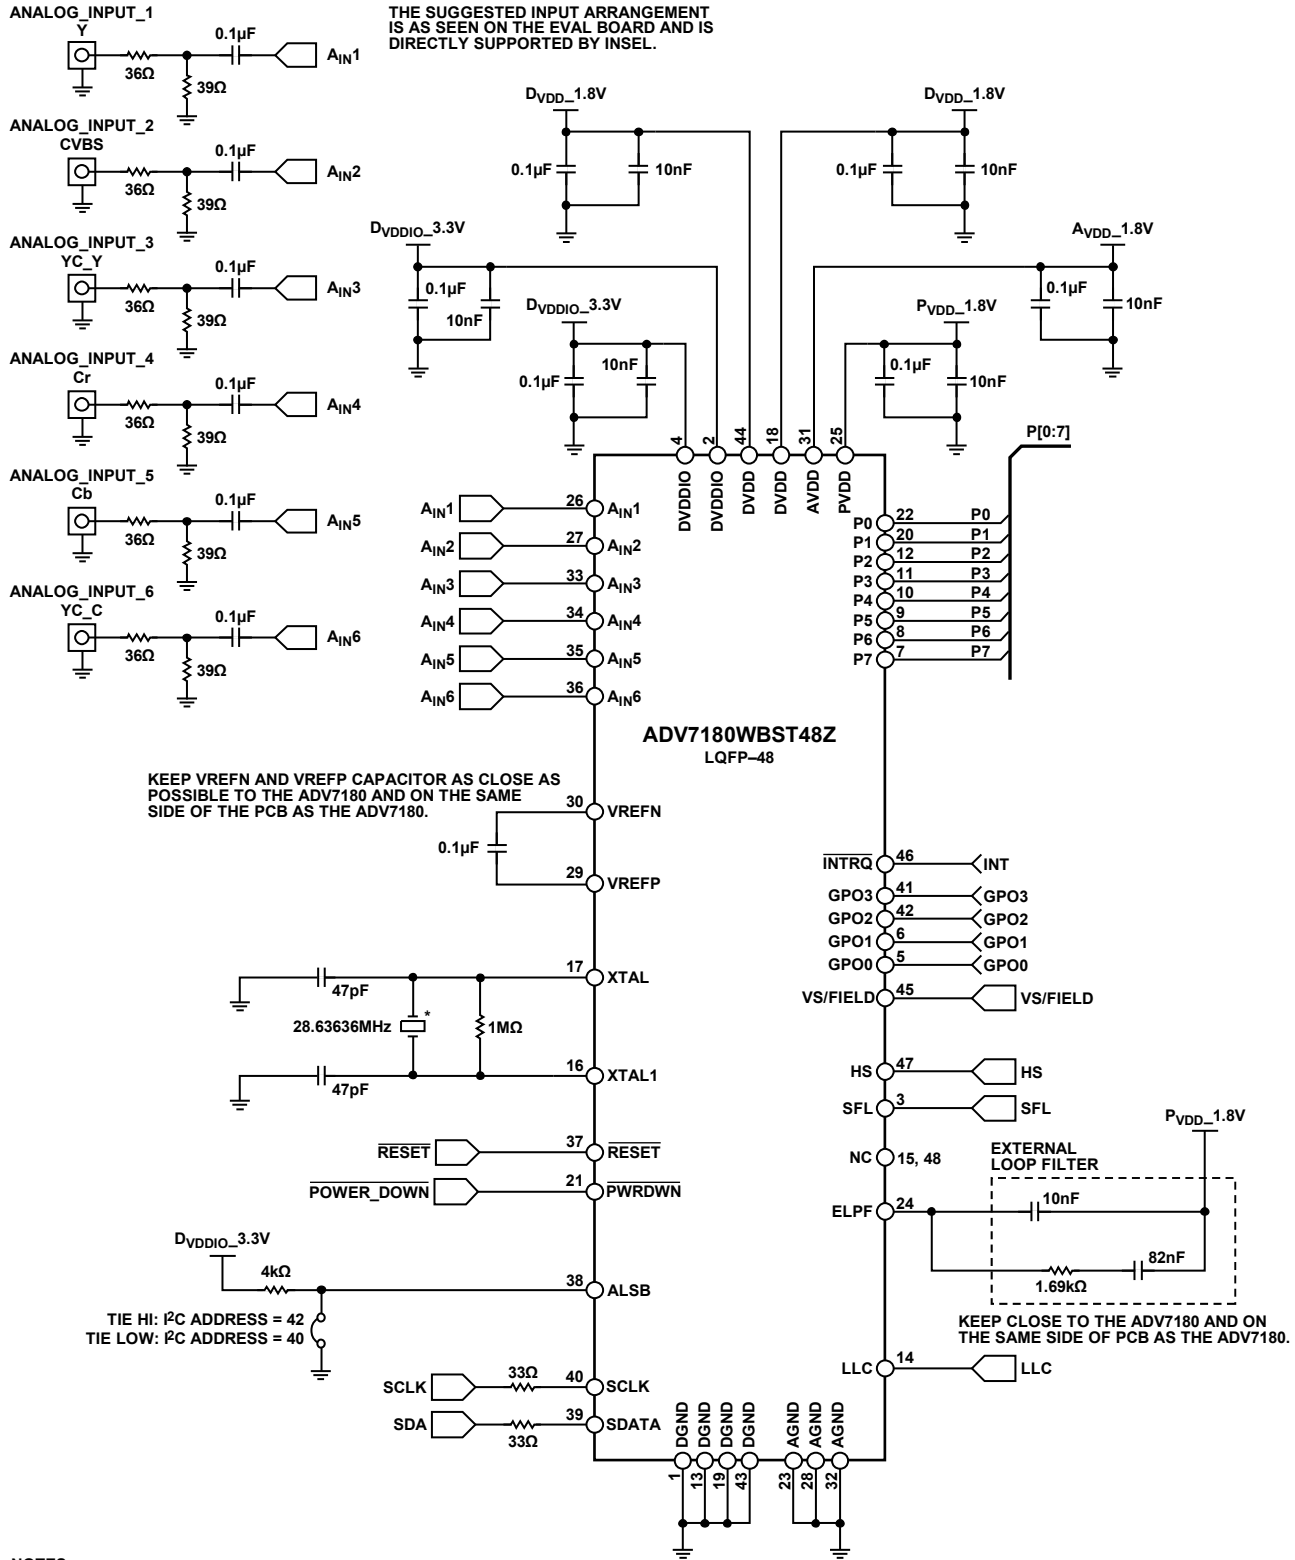 ANALOG_INPUT_1
Y
0.1µF
36Ω
39Ω
AIN1
THE SUGGESTED INPUT ARRANGEMENT
IS AS SEEN ON THE EVAL BOARD AND IS
DIRECTLY SUPPORTED BY INSEL.
ANALOG_INPUT_2
CVBS
0.1µF
36Ω
39Ω
AIN2
ANALOG_INPUT_3
YC_Y
0.1µF
36Ω
39Ω
AIN3
ANALOG_INPUT_4
Cr
0.1µF
36Ω
39Ω
AIN4
ANALOG_INPUT_5
Cb
0.1µF
36Ω
39Ω
AIN5
ANALOG_INPUT_6
YC_C
0.1µF
36Ω
39Ω
AIN6
DVDD_1.8V
0.1µF
10nF
DVDD_1.8V
0.1µF
10nF
DVDDIO_3.3V
0.1µF
10nF
DVDDIO_3.3V
0.1µF
10nF
AVDD_1.8V
0.1µF
10nF
PVDD_1.8V
0.1µF
10nF
4
2
44
18
31
25
DVDDIO
DVDDIO
DVDD
DVDD
AVDD
PVDD
P[0:7]
AIN1
26
AIN1
AIN2
27
AIN2
AIN3
33
AIN3
AIN4
34
AIN4
AIN5
35
AIN5
AIN6
36
AIN6
P0
22
P0
P1
20
P1
P2
12
P2
P3
11
P3
P4
10
P4
P5
9
P5
P6
8
P6
P7
7
P7
ADV7180WBST48Z
LQFP–48
KEEP VREFN AND VREFP CAPACITOR AS CLOSE AS
POSSIBLE TO THE ADV7180 AND ON THE SAME
SIDE OF THE PCB AS THE ADV7180.
30
VREFN
0.1µF
29
VREFP
INTRQ
46
INT
GPO3
41
GPO3
GPO2
42
GPO2
GPO1
6
GPO1
GPO0
5
GPO0
VS/FIELD
45
VS/FIELD
17
XTAL
47pF
28.63636MHz
*
1MΩ
16
XTAL1
47pF
HS
47
HS
SFL
3
SFL
NC
15, 48
RESET
37
RESET
POWER_DOWN
21
PWRDWN
PVDD_1.8V
EXTERNAL
LOOP FILTER
ELPF
24
10nF
82nF
1.69kΩ
KEEP CLOSE TO THE ADV7180 AND ON
THE SAME SIDE OF PCB AS THE ADV7180.
DVDDIO_3.3V
4kΩ
38
ALSB
TIE HI: I2C ADDRESS = 42
TIE LOW: I2C ADDRESS = 40
LLC
14
LLC
SCLK
33Ω
40
SCLK
SDA
33Ω
39
SDATA
DGND
DGND
DGND
DGND
AGND
AGND
AGND
1
13
19
43
23
28
32